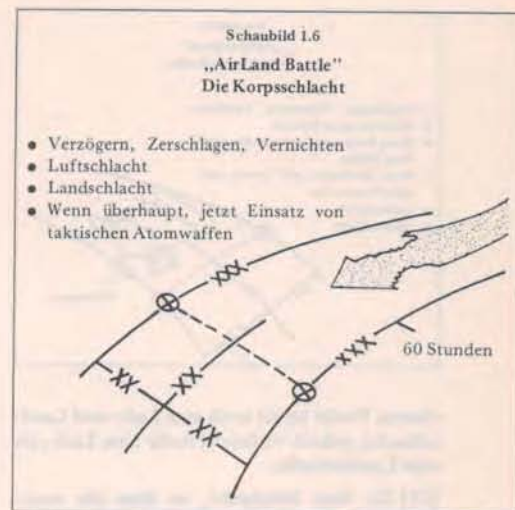 Schaubild 1.6
„AirLand Battle”
Die Korpsschlacht
• Verzögern, Zerschlagen, Vernichten
• Luftschlacht
• Landschlacht
• Wenn überhaupt, jetzt Einsatz von
taktischen Atomwaffen
XXX
XXX
60 Stunden
XX
XX
XX